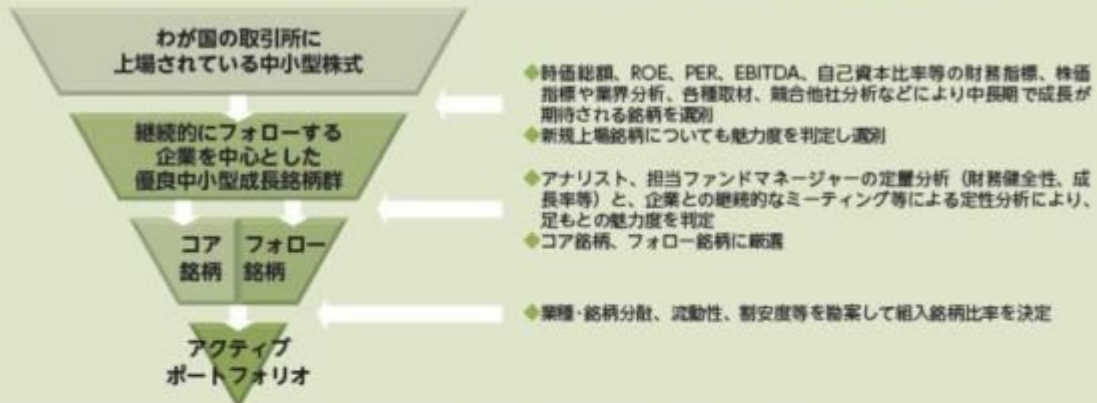 わが国の取引所に
上場されている中小型株式
◆時価総額、ROE、PER、EBITDA、自己資本比率等の財務指標、株価
指標や業界分析、各種取材、競合他社分析などにより中長期で成長が
期待される銘柄を選別
◆新規上場銘柄についても魅力度を判定し選別
継続的にフォローする
企業を中心とした
優良中小型成長銘柄群
◆アナリスト、担当ファンドマネージャーの定量分析（財務健全性、成
長率等）と、企業との継続的なミーティング等による定性分析により、
足もとの魅力度を判定
◆コア銘柄、フォロー銘柄に厳選
コア
銘柄
フォロー
銘柄
◆業種・銘柄分散、流動性、割安度等を勘案して組入銘柄比率を決定
アクティブ
ポートフォリオ